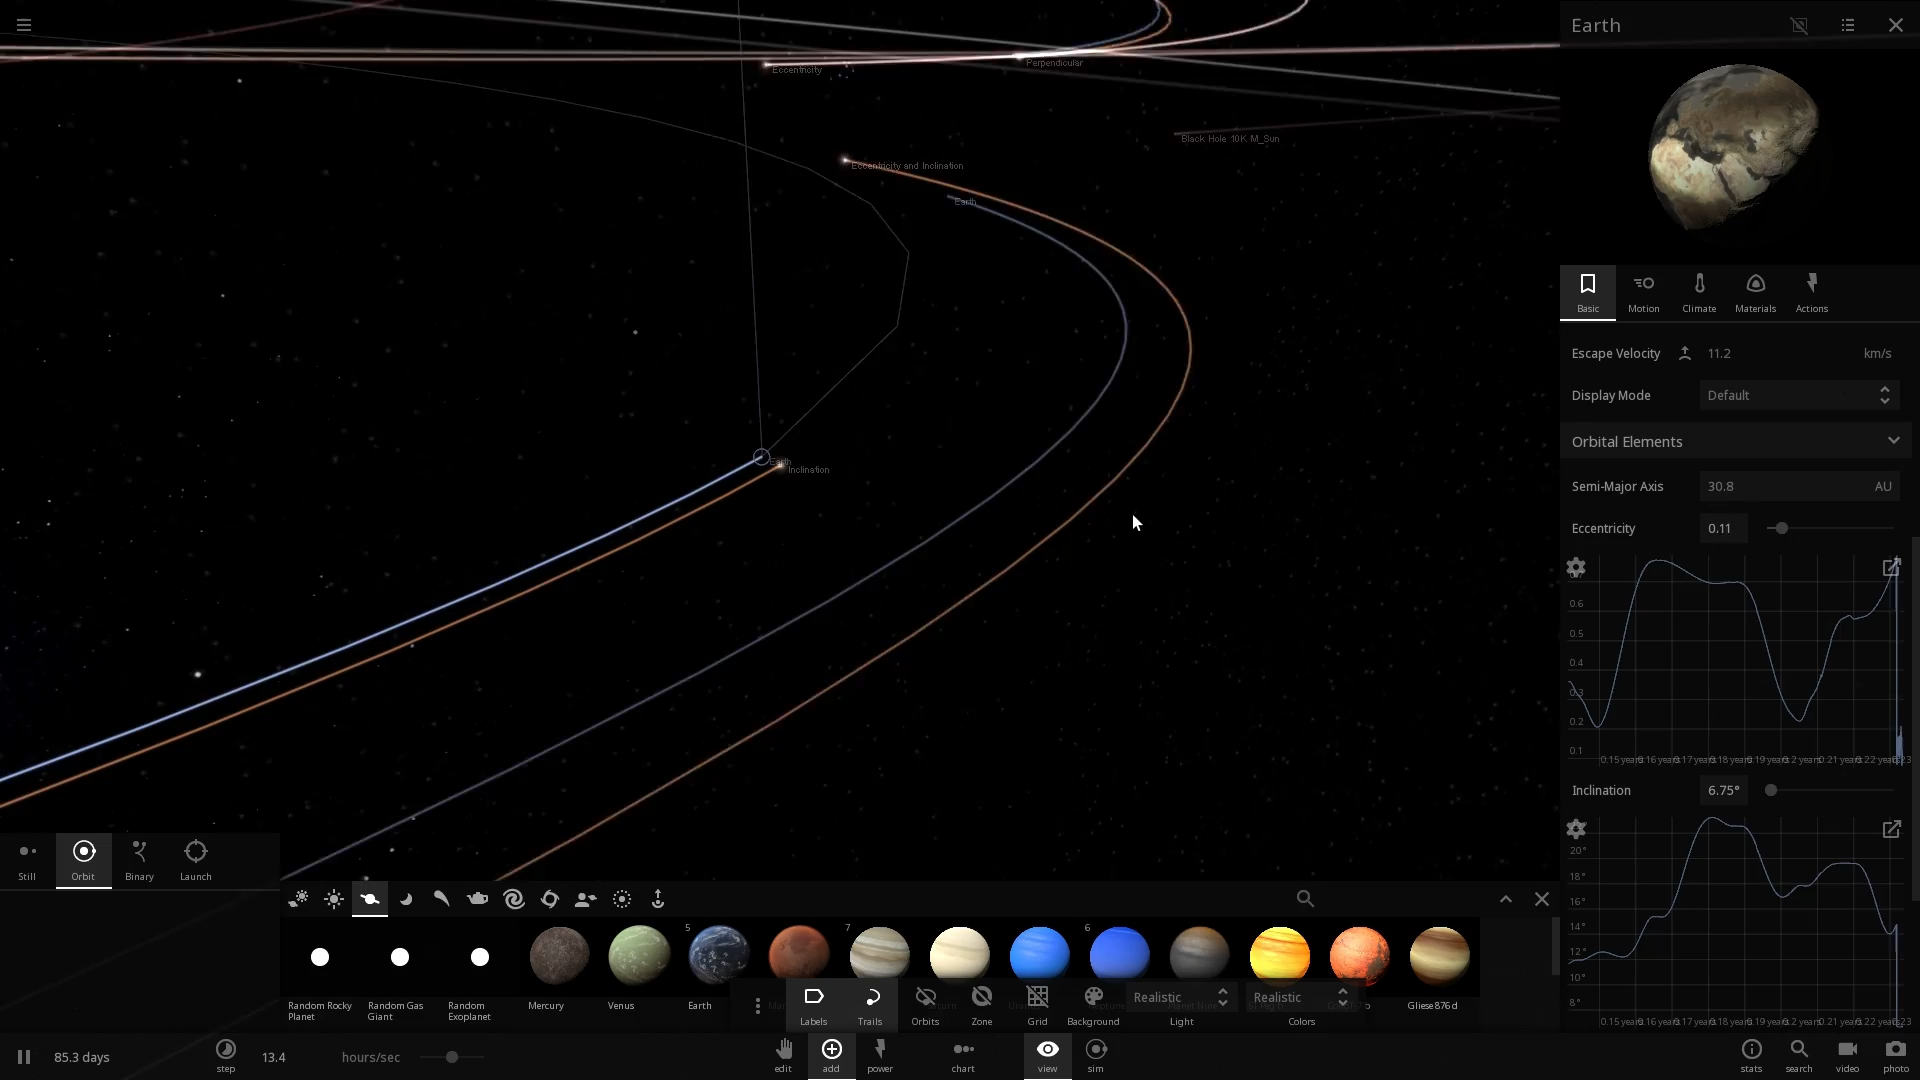 Earth
Eccentricity
Perpendicular
Black Hole 10K M_Sun
Eccentricity and Inclination
Earth
Earth
Inclination
Basic
Motion
Climate
Materials
Actions
Escape Velocity 11.2 km/s
Display Mode Default
Orbital Elements
Semi-Major Axis 30.8 AU
Eccentricity 0.11
0.6
0.5
0.4
0.3
0.2
0.1
Inclination 6.75°
20°
18°
16°
14°
12°
10°
8°
Still
Orbit
Binary
Launch
5
7
6
Random Rocky Planet
Random Gas Giant
Random Exoplanet
Mercury
Venus
Earth
Gliese 876 d
Labels
Trails
Orbits
Zone
Grid
Background
Realistic
Light
Realistic
Colors
85.3 days
step
13.4 hours/sec
edit
add
power
chart
view
sim
stats
search
video
photo